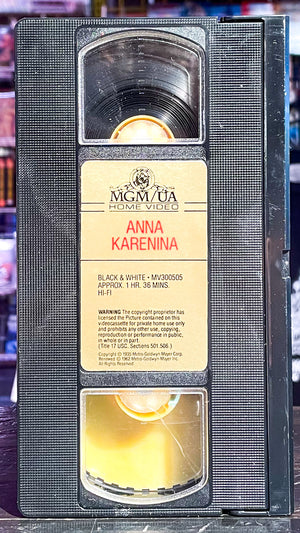 MGM/UA
HOME VIDEO
ANNA
KARENINA
BLACK & WHITE • MV300505
APPROX. 1 HR. 36 MINS.
HI-FI
WARNING The copyright proprietor has
licensed the Picture contained on this
videocassette for private home use only
and prohibits any other use, copying,
reproduction or performance in public,
in whole or in part.
(Title 17 USC. Sections 501.506.)
Copyright © 1935 Metro-Goldwyn-Mayer Corp.
Renewed © 1962 Metro-Goldwyn-Mayer Inc.
All Rights Reserved.